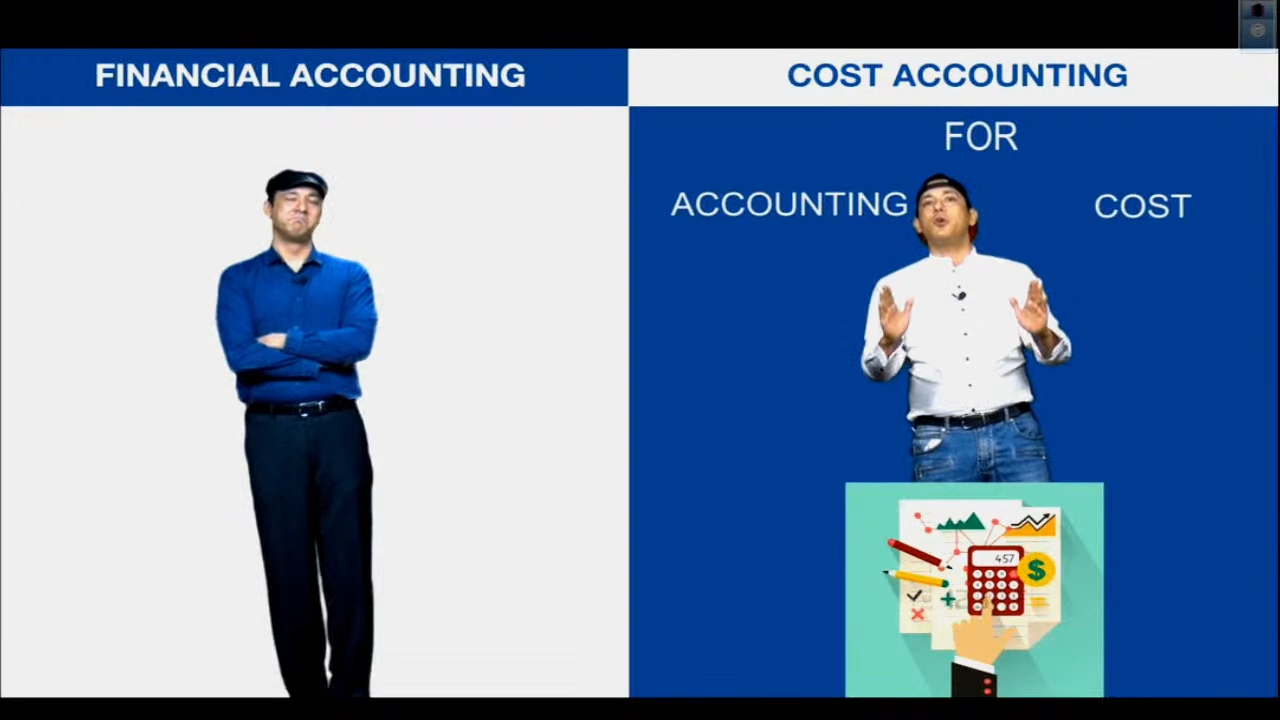 FINANCIAL ACCOUNTING
COST ACCOUNTING
FOR
ACCOUNTING
COST
457
$